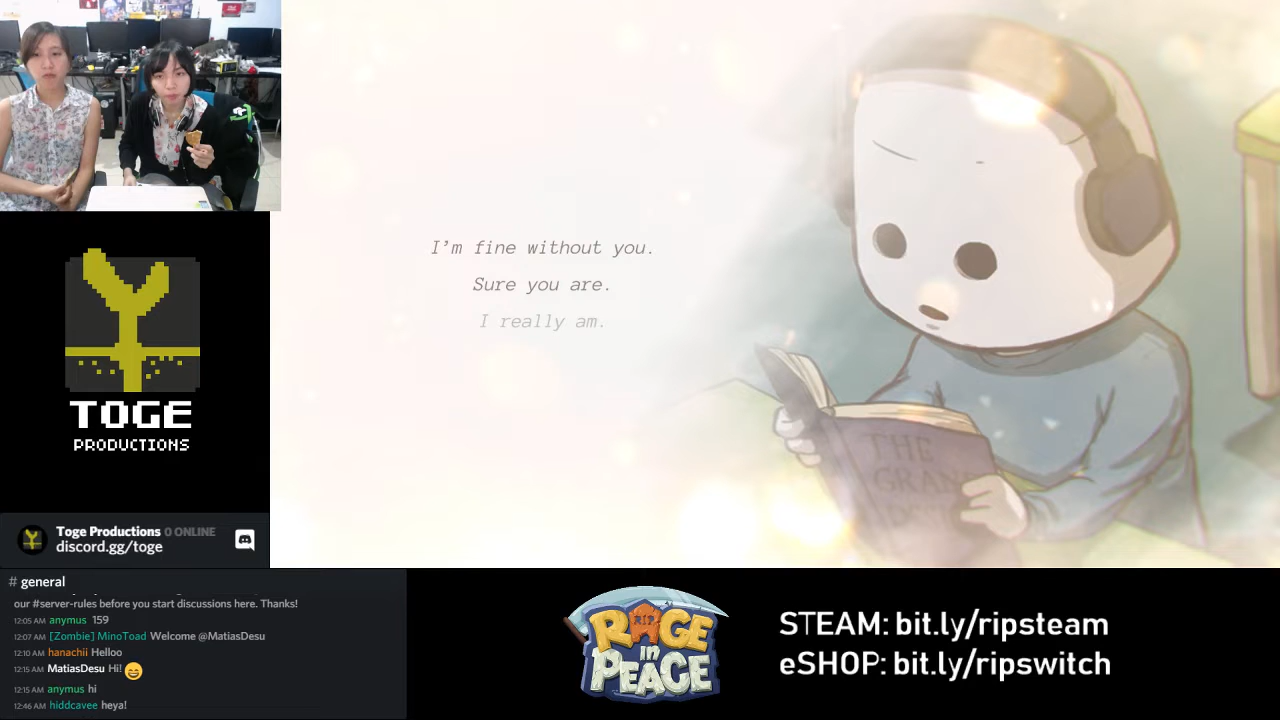 I'm fine without you.
Sure you are.
I really am.
THE
GRAN
TOGE
PRODUCTIONS
Toge Productions 0 ONLINE
discord.gg/toge
# general
our #server-rules before you start discussions here. Thanks!
12:05 AM anymus 159
12:07 AM [Zombie] MinoToad Welcome @MatiasDesu
12:10 AM hanachii Helloo
12:15 AM MatiasDesu Hi! 😄
12:15 AM anymus hi
12:46 AM hiddcavee heya!
RIP
RAGE
in
PEACE
STEAM: bit.ly/ripsteam
eSHOP: bit.ly/ripswitch